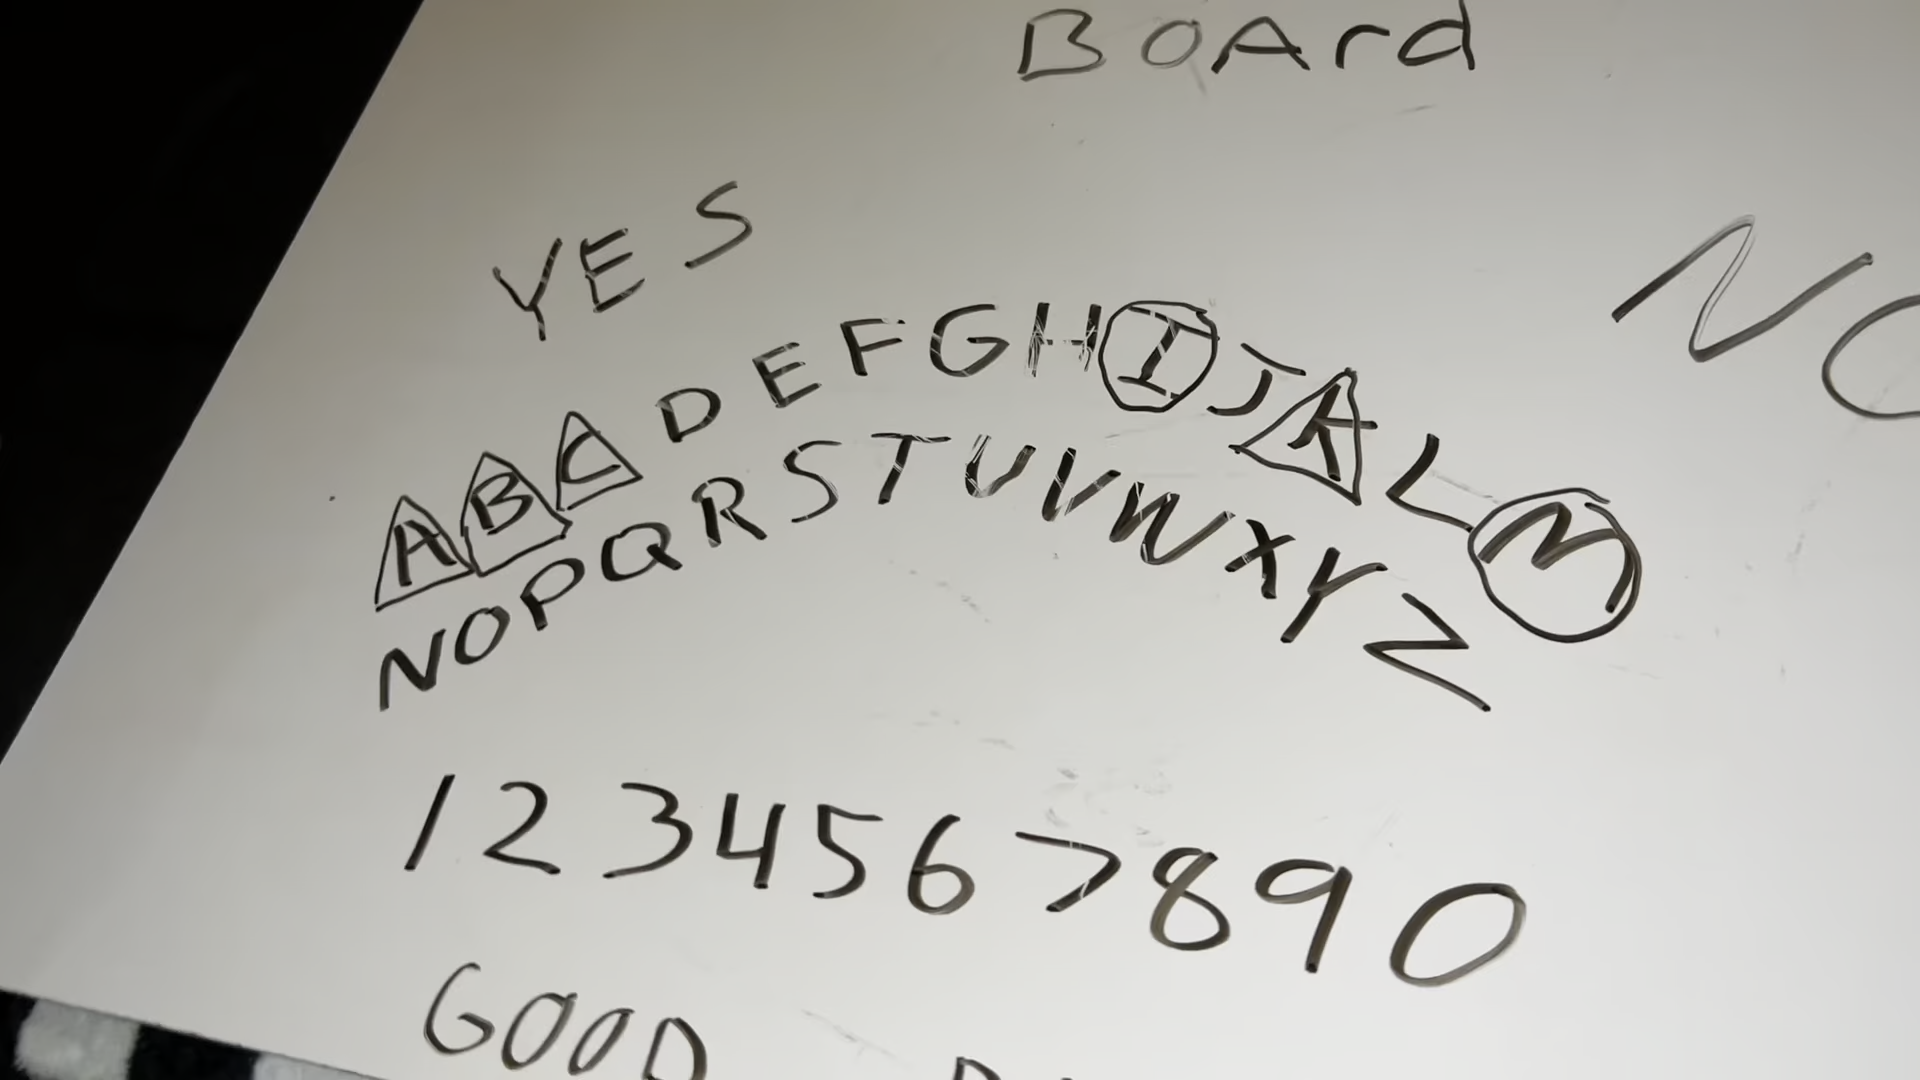 BOArd
YES NO
ABCDEFGHIJKLM
NOPQRSTUVWXYZ
1234567890
GOOD